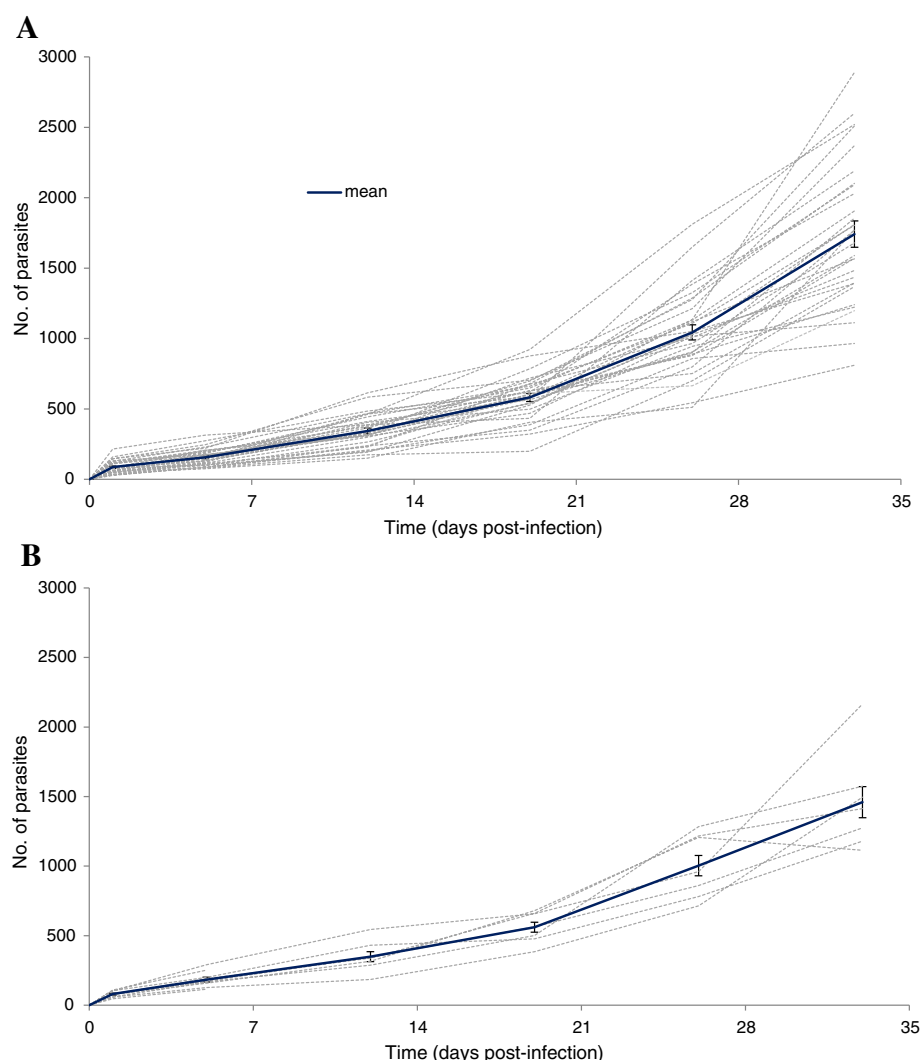 A
3000
2500
2000
1500
1000
500
0
No. of parasites
mean
0 7 14 21 28 35
Time (days post-infection)
B
3000
2500
2000
1500
1000
500
0
No. of parasites
0 7 14 21 28 35
Time (days post-infection)